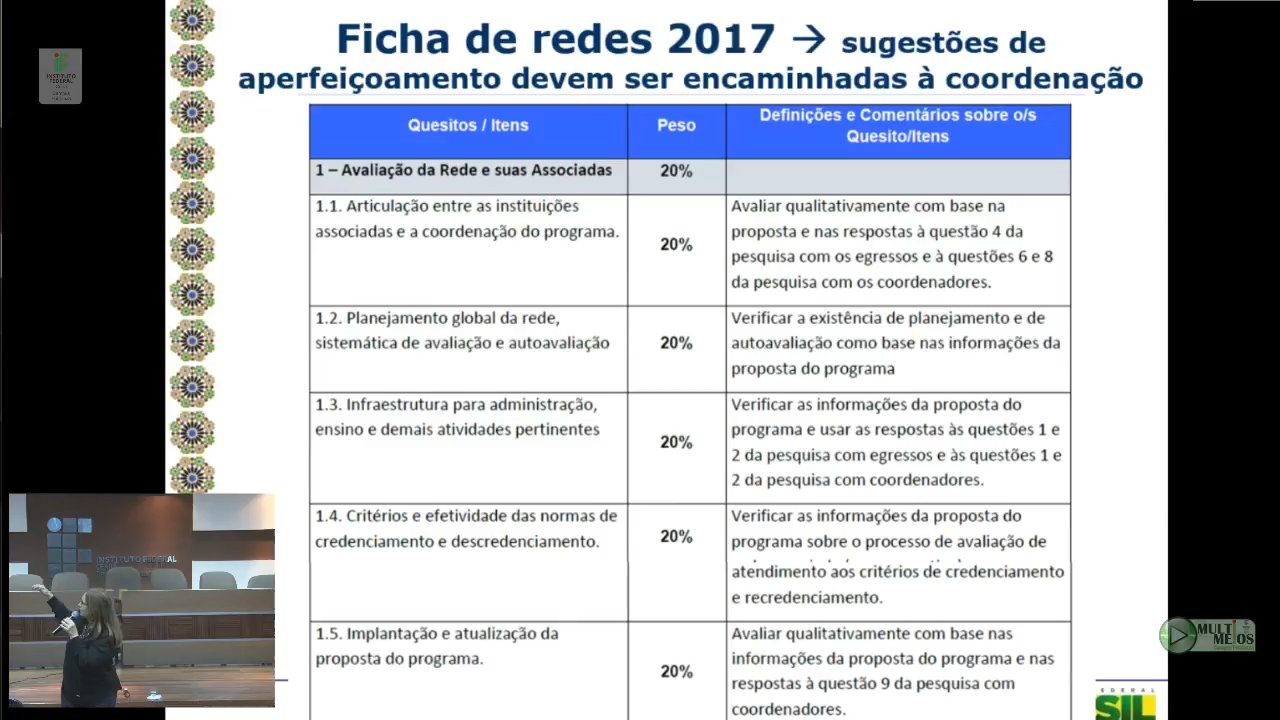 Ficha de redes 2017 → sugestões de
aperfeiçoamento devem ser encaminhadas à coordenação
Quesitos / Itens
Peso
Definições e Comentários sobre o/s
Quesito/Itens
1 – Avaliação da Rede e suas Associadas
20%
1.1. Articulação entre as instituições
associadas e a coordenação do programa.
20%
Avaliar qualitativamente com base na
proposta e nas respostas à questão 4 da
pesquisa com os egressos e à questões 6 e 8
da pesquisa com os coordenadores.
1.2. Planejamento global da rede,
sistemática de avaliação e autoavaliação
20%
Verificar a existência de planejamento e de
autoavaliação como base nas informações da
proposta do programa
1.3. Infraestrutura para administração,
ensino e demais atividades pertinentes
20%
Verificar as informações da proposta do
programa e usar as respostas às questões 1 e
2 da pesquisa com egressos e às questões 1 e
2 da pesquisa com coordenadores.
1.4. Critérios e efetividade das normas de
credenciamento e descredenciamento.
20%
Verificar as informações da proposta do
programa sobre o processo de avaliação de
atendimento aos critérios de credenciamento
e recredenciamento.
1.5. Implantação e atualização da
proposta do programa.
20%
Avaliar qualitativamente com base nas
informações da proposta do programa e nas
respostas à questão 9 da pesquisa com
coordenadores.
INSTITUTO
FEDERAL
INSTITUTO FEDERAL
MULTI
MEIOS
EDERAL
SIL